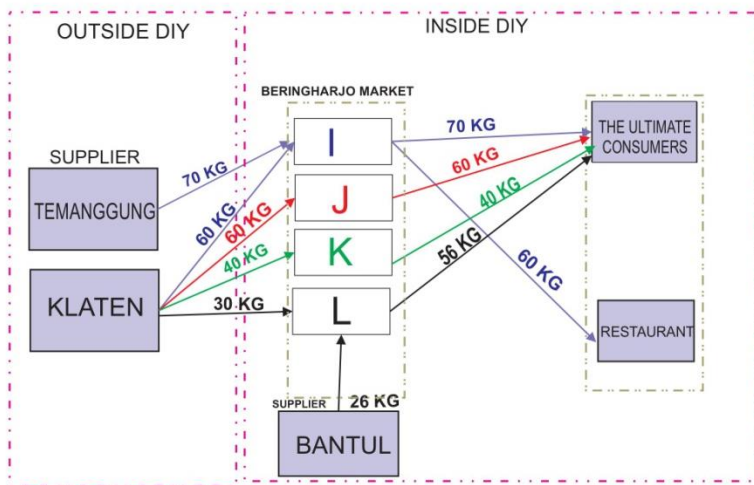 OUTSIDE DIY
INSIDE DIY
BERINGHARJO MARKET
SUPPLIER
TEMANGGUNG
KLATEN
70 KG
60 KG
60 KG
40 KG
30 KG
I
J
K
L
SUPPLIER
26 KG
BANTUL
70 KG
60 KG
40 KG
56 KG
60 KG
THE ULTIMATE
CONSUMERS
RESTAURANT